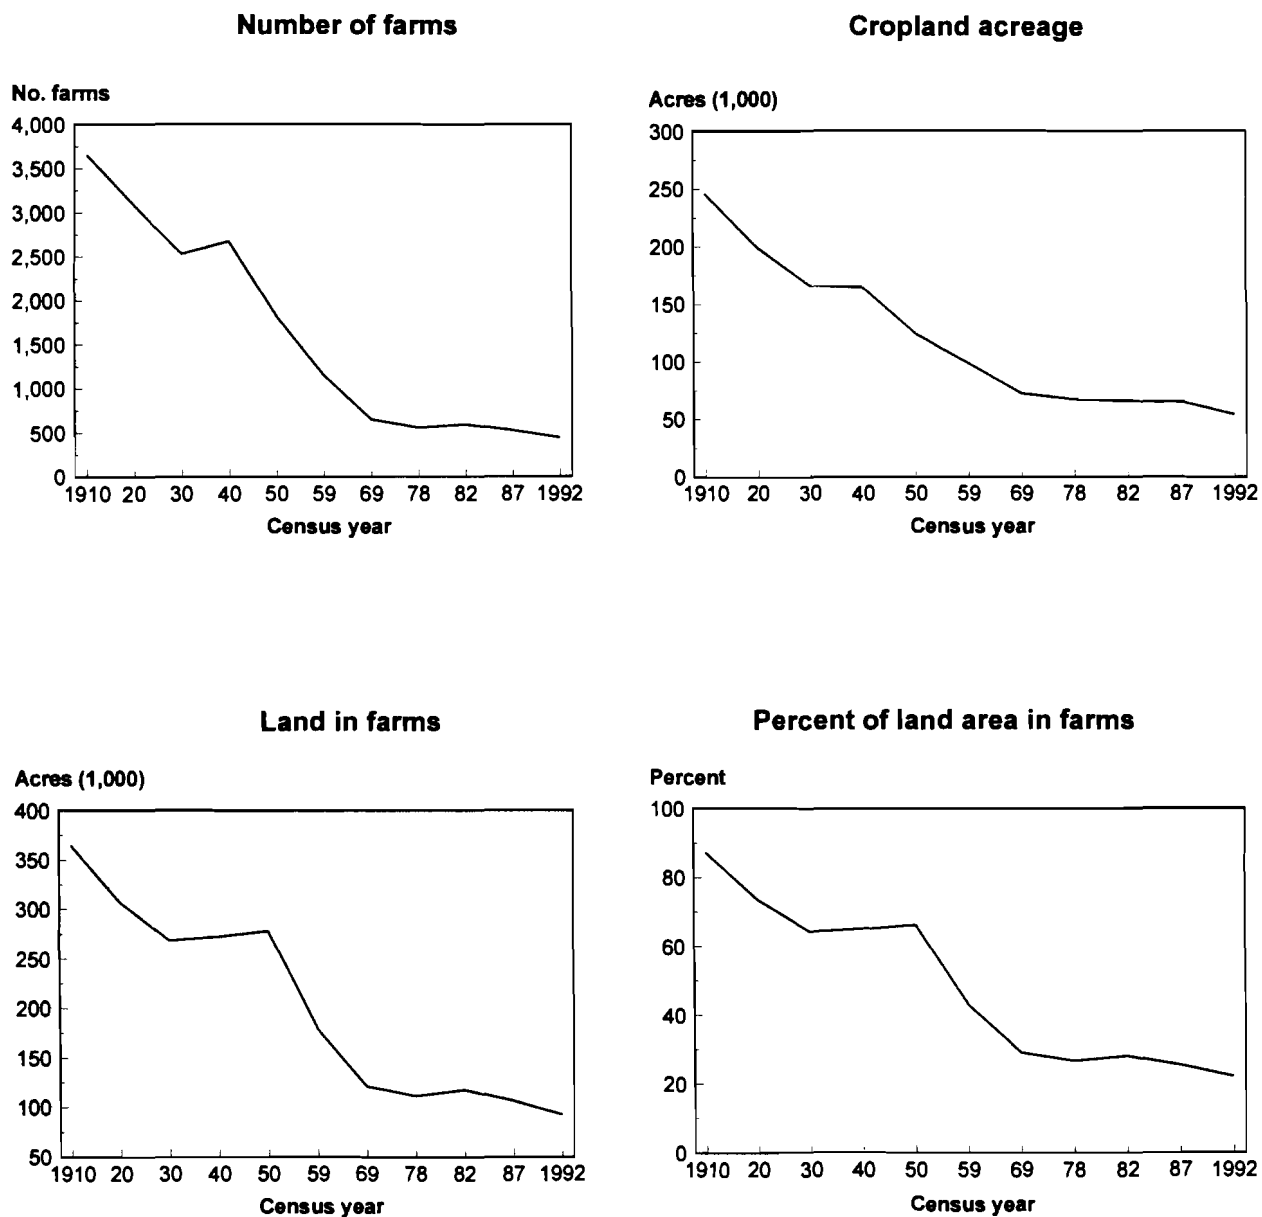 Number of farms
No. farms
4,000
3,500
3,000
2,500
2,000
1,500
1,000
500
0
1910 20 30 40 50 59 69 78 82 87 1992
Census year
Cropland acreage
Acres (1,000)
300
250
200
150
100
50
0
1910 20 30 40 50 59 69 78 82 87 1992
Census year
Land in farms
Acres (1,000)
400
350
300
250
200
150
100
50
1910 20 30 40 50 59 69 78 82 87 1992
Census year
Percent of land area in farms
Percent
100
80
60
40
20
0
1910 20 30 40 50 59 69 78 82 87 1992
Census year